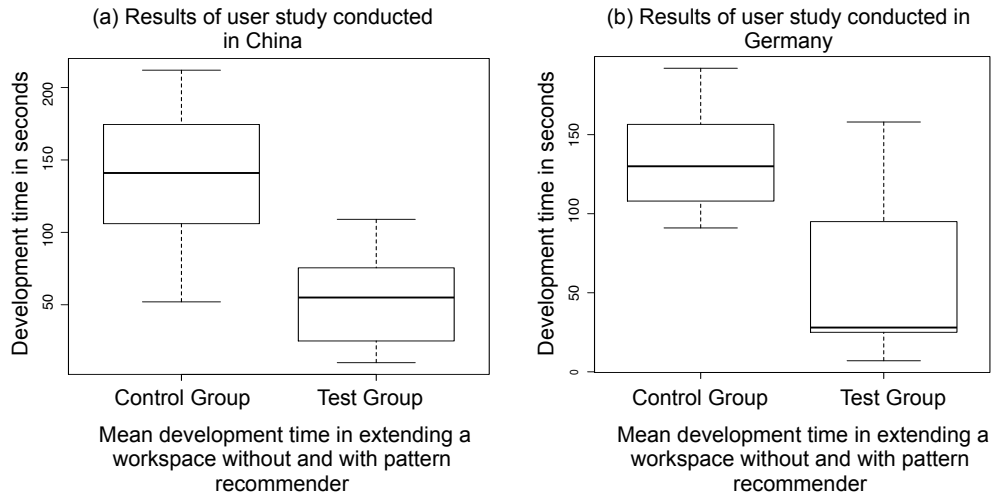 (a) Results of user study conducted
in China
Development time in seconds
200
150
100
50
Control Group
Test Group
Mean development time in extending a
workspace without and with pattern
recommender
(b) Results of user study conducted in
Germany
Development time in seconds
150
100
50
0
Control Group
Test Group
Mean development time in extending a
workspace without and with pattern
recommender